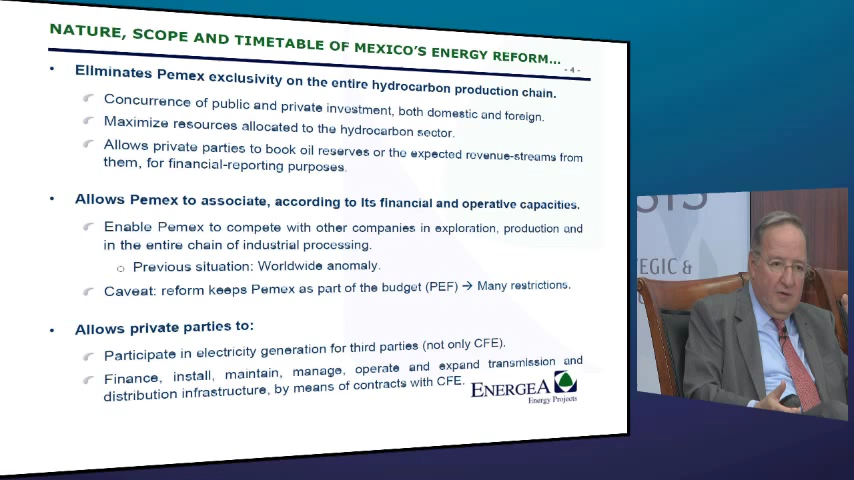 NATURE, SCOPE AND TIMETABLE OF MEXICO'S ENERGY REFORM...
- 4 -
• Eliminates Pemex exclusivity on the entire hydrocarbon production chain.
Concurrence of public and private investment, both domestic and foreign.
Maximize resources allocated to the hydrocarbon sector.
Allows private parties to book oil reserves or the expected revenue-streams from
them, for financial-reporting purposes.
• Allows Pemex to associate, according to its financial and operative capacities.
Enable Pemex to compete with other companies in exploration, production and
in the entire chain of industrial processing.
o Previous situation: Worldwide anomaly.
Caveat: reform keeps Pemex as part of the budget (PEF) → Many restrictions.
• Allows private parties to:
Participate in electricity generation for third parties (not only CFE).
Finance, install, maintain, manage, operate and expand transmission and
distribution infrastructure, by means of contracts with CFE.
ENERGEA
Energy Projects
TEGIC &